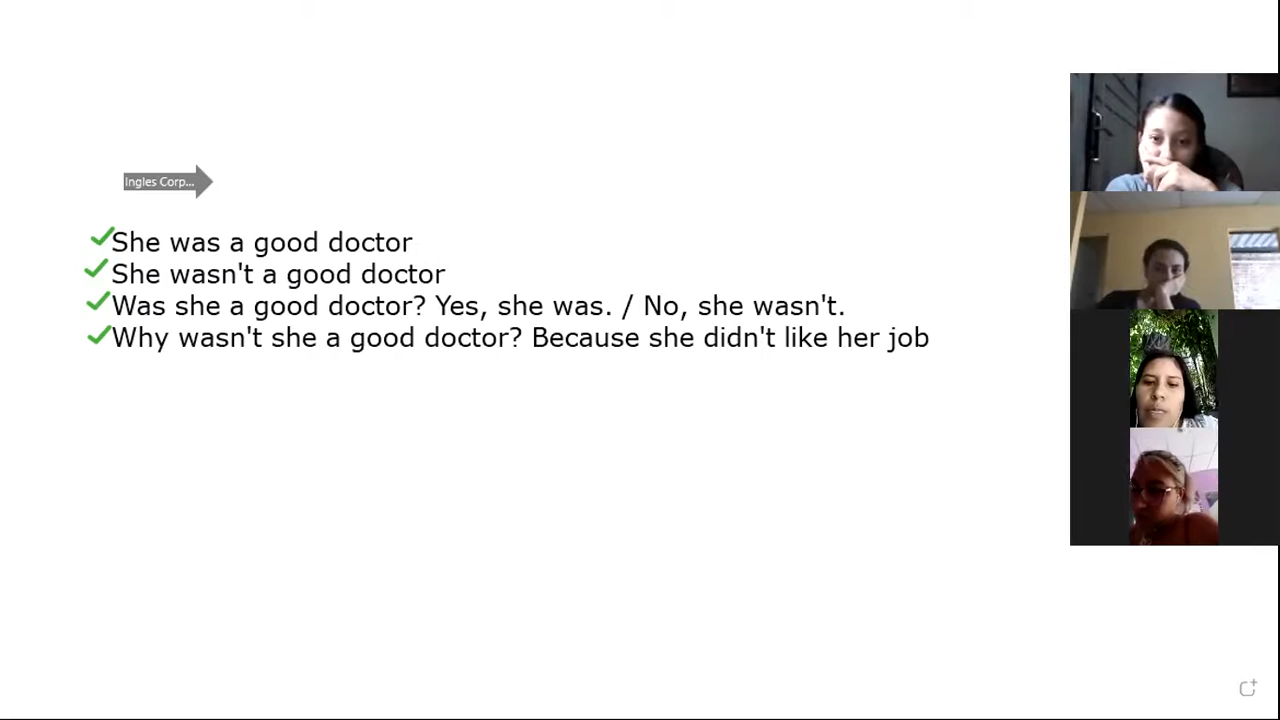 Ingles Corp...
She was a good doctor
She wasn't a good doctor
Was she a good doctor? Yes, she was. / No, she wasn't.
Why wasn't she a good doctor? Because she didn't like her job